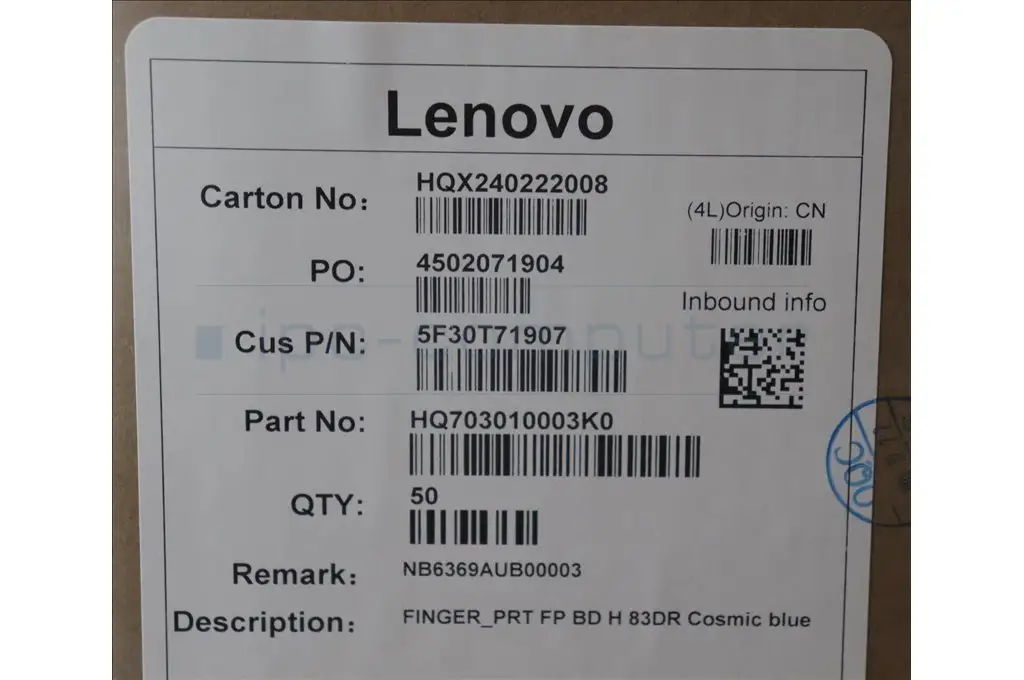 Lenovo
Carton No: HQX240222008
(4L)Origin: CN
PO: 4502071904
Inbound info
Cus P/N: 5F30T71907
Part No: HQ703010003K0
QTY: 50
Remark: NB6369AUB00003
Description: FINGER_PRT FP BD H 83DR Cosmic blue